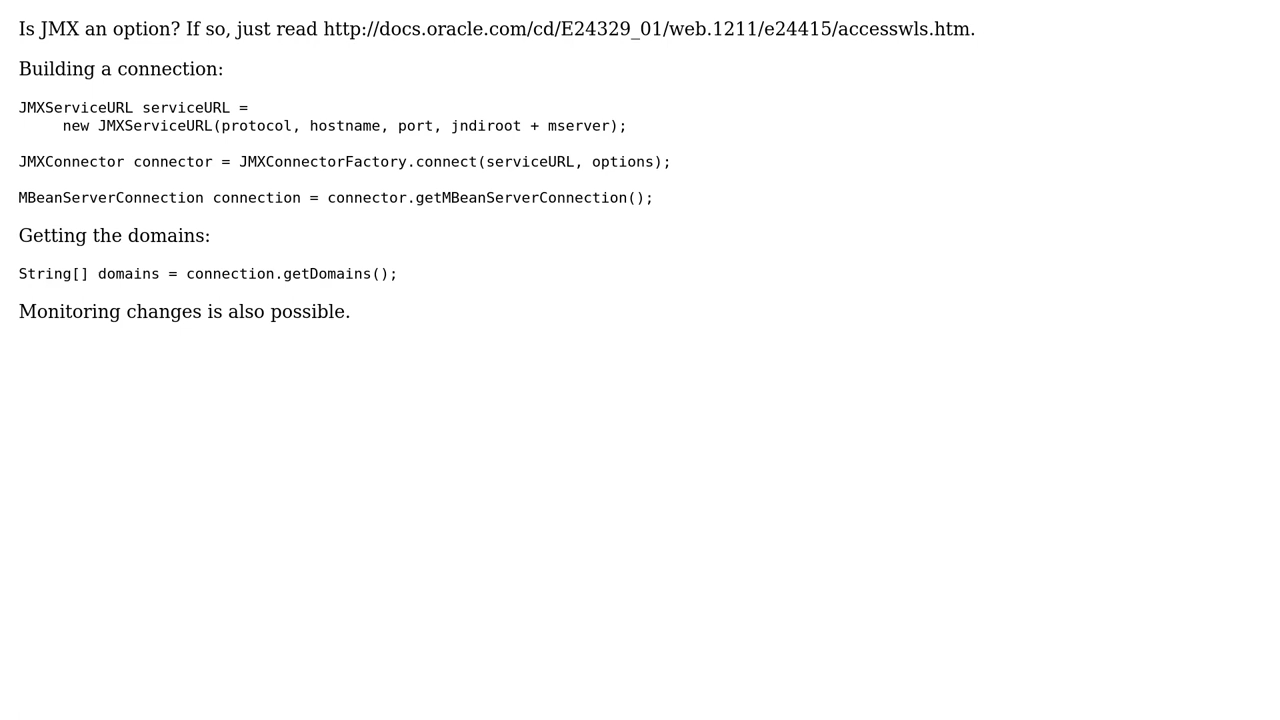 Is JMX an option? If so, just read http://docs.oracle.com/cd/E24329_01/web.1211/e24415/accesswls.htm.
Building a connection:
JMXServiceURL serviceURL =
     new JMXServiceURL(protocol, hostname, port, jndiroot + mserver);
JMXConnector connector = JMXConnectorFactory.connect(serviceURL, options);
MBeanServerConnection connection = connector.getMBeanServerConnection();
Getting the domains:
String[] domains = connection.getDomains();
Monitoring changes is also possible.